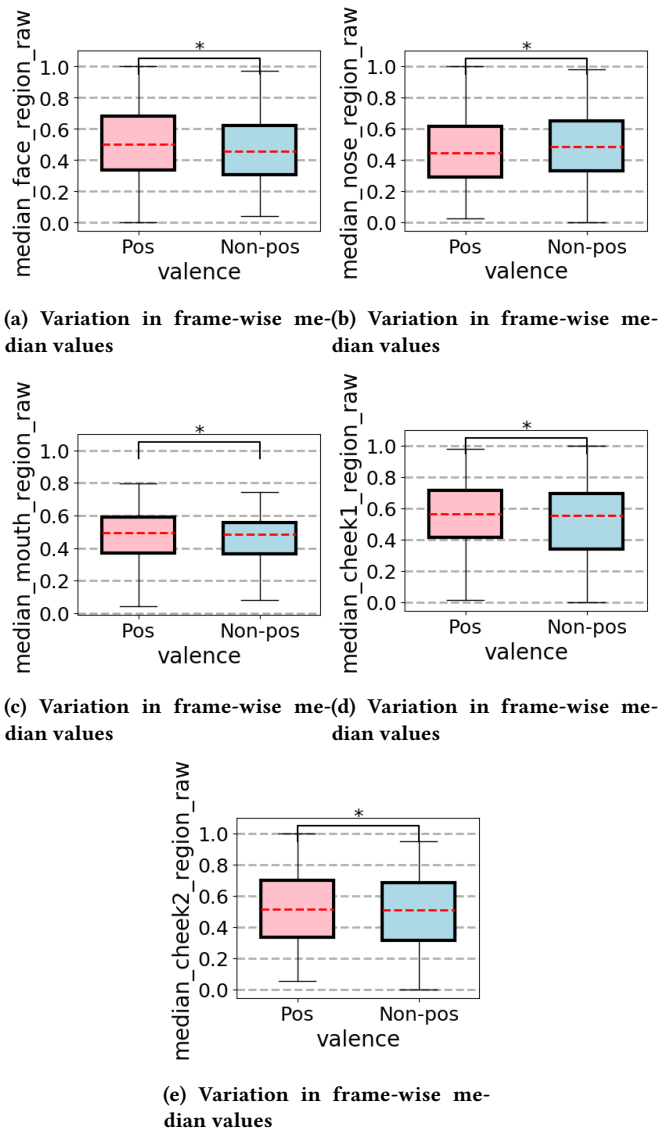 *
median_face_region_raw
1.0
0.8
0.6
0.4
0.2
0.0
Pos Non-pos
valence
*
median_nose_region_raw
1.0
0.8
0.6
0.4
0.2
0.0
Pos Non-pos
valence
(a) Variation in frame-wise me-
dian values
(b) Variation in frame-wise me-
dian values
*
median_mouth_region_raw
1.0
0.8
0.6
0.4
0.2
0.0
Pos Non-pos
valence
*
median_cheek1_region_raw
1.0
0.8
0.6
0.4
0.2
0.0
Pos Non-pos
valence
(c) Variation in frame-wise me-
dian values
(d) Variation in frame-wise me-
dian values
*
median_cheek2_region_raw
1.0
0.8
0.6
0.4
0.2
0.0
Pos Non-pos
valence
(e) Variation in frame-wise me-
dian values